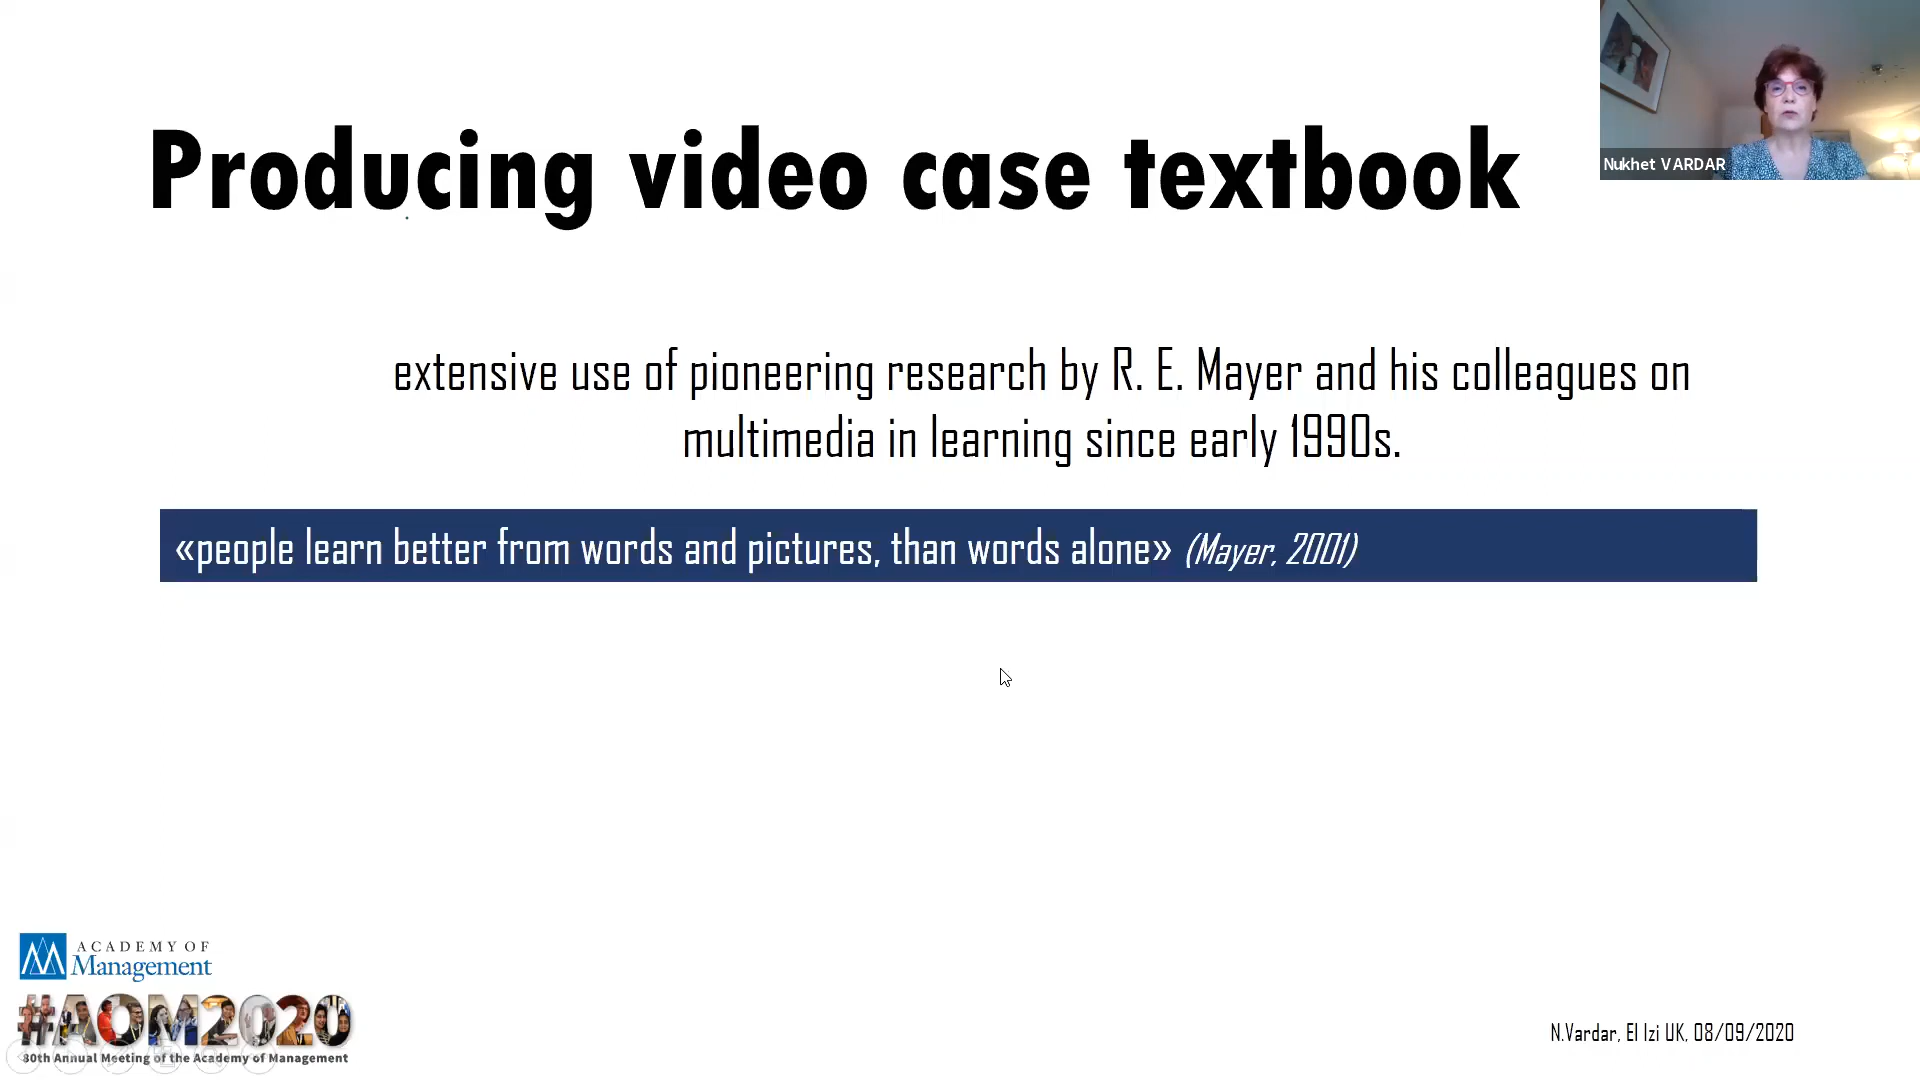 Producing video case textbook
Nukhet VARDAR
extensive use of pioneering research by R. E. Mayer and his colleagues on
multimedia in learning since early 1990s.
«people learn better from words and pictures, than words alone» (Mayer, 2001)
ACADEMY OF
Management
#AOM2020
80th Annual Meeting of the Academy of Management
N.Vardar, El Izi UK, 08/09/2020